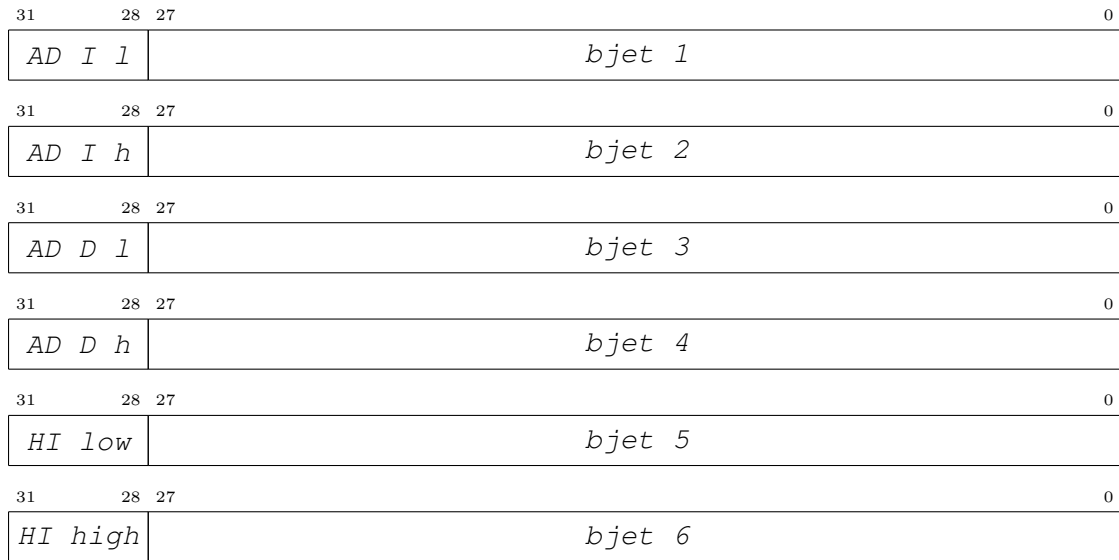 31 28 27 0
AD I l bjet 1
31 28 27 0
AD I h bjet 2
31 28 27 0
AD D l bjet 3
31 28 27 0
AD D h bjet 4
31 28 27 0
HI low bjet 5
31 28 27 0
HI high bjet 6